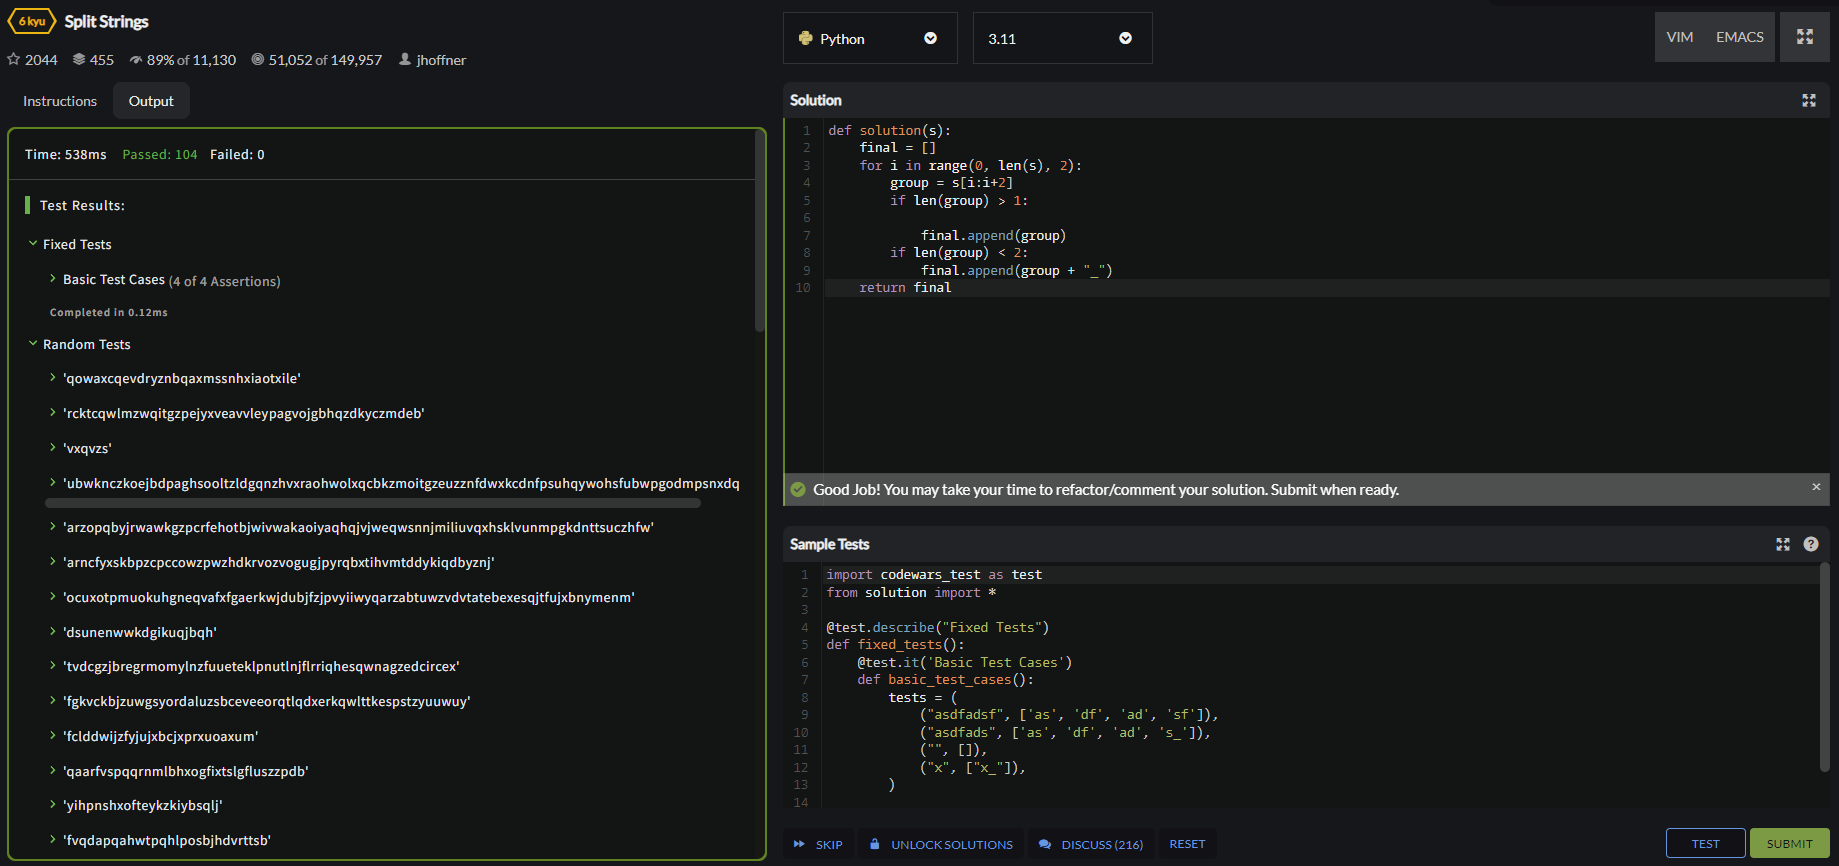 6 kyu Split Strings
2044 455 89% of 11,130 51,052 of 149,957 jhoffner
Instructions Output
Time: 538ms Passed: 104 Failed: 0
Test Results:
Fixed Tests
Basic Test Cases (4 of 4 Assertions)
Completed in 0.12ms
Random Tests
'qowaxcqevdryznbqaxmssnhxiaotxile'
'rcktcqwlmzwqitgzpejyxveavvleypagvojgbhqzdkyczmdeb'
'vxqvzs'
'ubwknczkoejbdpaghsooltzldgqnzhvxraohwolxqcbkzmoitgzeuzznfdwxkcdnfpsuhqywohsfubwpgodmpsnxdq
'arzopqbyjrwawkgzpcrfehotbjwivwakaoiyaqhqjvjweqwsnnjmiliuvqxhsklvunmpgkdnttsuczhfw'
'arncfyxskbpzcpccowzpwzhdkrvozvogugjpyrqbxtihvmtddykiqdbyznj'
'ocuxotpmuokuhgneqvafxfgaerkwjdubjfzjpvyiiwyqarzabtuwzvdvtatebexesqjtfujxbnymenm'
'dsunenwwkdgikuqjbqh'
'tvdcgzjbregrmomylnzfuueteklpnutlnjflrriqhesqwnagzedcircex'
'fgkvckbjzuwgsyordaluzsbceveeorqtlqdxerkqwlttkespstzyuuwuy'
'fclddwijzfyjujxbcjxprxuoaxum'
'qaarfvspqqrnmlbhxogfixtslgfluszzpdb'
'yihpnshxofteykzkiybsqlj'
'fvqdapqahwtpqhlposbjhdvrttsb'
Python 3.11 VIM EMACS
Solution
1 def solution(s):
2 final = []
3 for i in range(0, len(s), 2):
4 group = s[i:i+2]
5 if len(group) > 1:
6
7 final.append(group)
8 if len(group) < 2:
9 final.append(group + "_")
10 return final
Good Job! You may take your time to refactor/comment your solution. Submit when ready. ×
Sample Tests ?
1 import codewars_test as test
2 from solution import *
3
4 @test.describe("Fixed Tests")
5 def fixed_tests():
6 @test.it('Basic Test Cases')
7 def basic_test_cases():
8 tests = (
9 ("asdfadsf", ['as', 'df', 'ad', 'sf']),
10 ("asdfads", ['as', 'df', 'ad', 's_']),
11 ("", []),
12 ("x", ["x_"]),
13 )
14
SKIP UNLOCK SOLUTIONS DISCUSS (216) RESET TEST SUBMIT